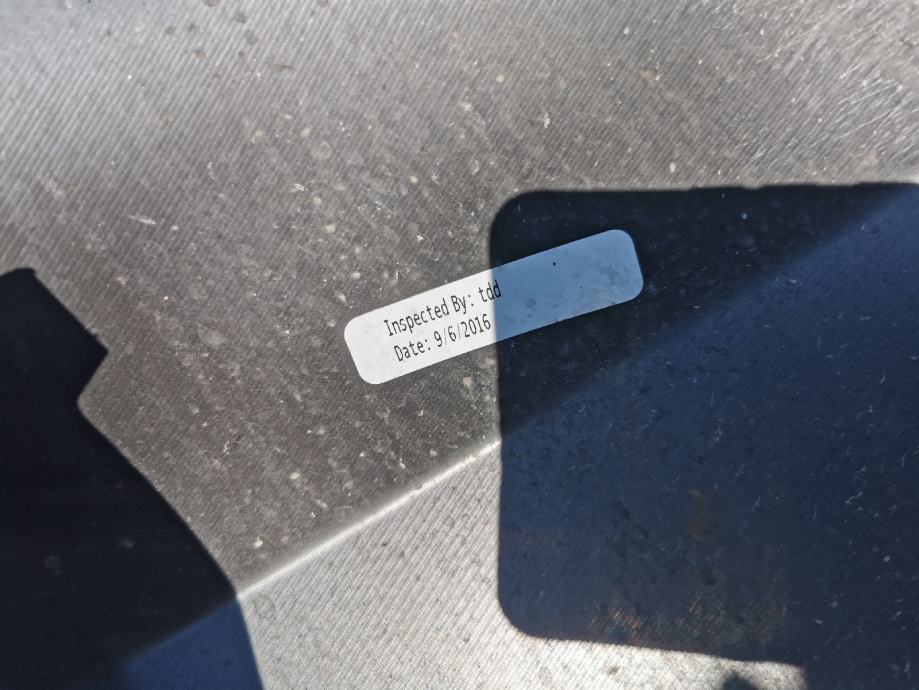 Inspected By: tdd
Date: 9/6/2016